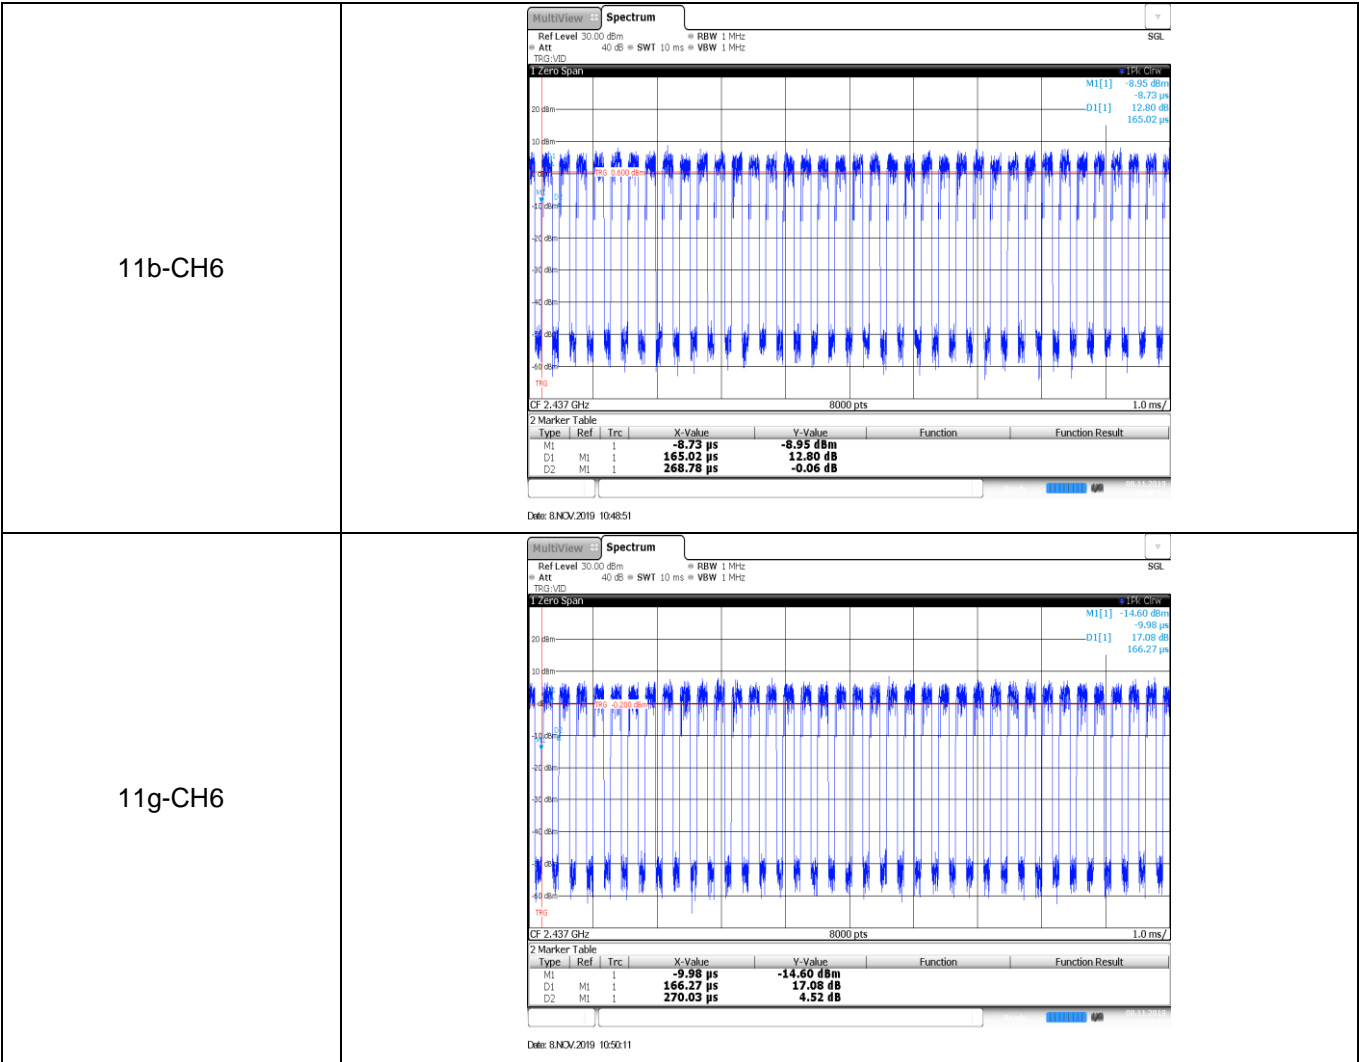 11b-CH6
MultiView Spectrum
Ref Level 30.00 dBm RBW 1 MHz SGL
Att 40 dB SWT 10 ms VBW 1 MHz
TRG:VID
1 Zero Span 1Pk Clrw
M1[1] -8.95 dBm
-8.73 µs
D1[1] 12.80 dB
165.02 µs
20 dBm
10 dBm
TRG 0.600 dBm
M1
D2
-10 dBm
-20 dBm
-30 dBm
-40 dBm
-60 dBm
TRG
CF 2.437 GHz 8000 pts 1.0 ms/
2 Marker Table
Type Ref Trc X-Value Y-Value Function Function Result
M1 1 -8.73 µs -8.95 dBm
D1 M1 1 165.02 µs 12.80 dB
D2 M1 1 268.78 µs -0.06 dB
08.11.2019
Date: 8.NOV.2019 10:48:51
11g-CH6
MultiView Spectrum
Ref Level 30.00 dBm RBW 1 MHz SGL
Att 40 dB SWT 10 ms VBW 1 MHz
TRG:VID
1 Zero Span 1Pk Clrw
M1[1] -14.60 dBm
-9.98 µs
D1[1] 17.08 dB
166.27 µs
20 dBm
10 dBm
TRG -0.200 dBm
D2
-10 dBm
-20 dBm
-30 dBm
-40 dBm
-60 dBm
TRG
CF 2.437 GHz 8000 pts 1.0 ms/
2 Marker Table
Type Ref Trc X-Value Y-Value Function Function Result
M1 1 -9.98 µs -14.60 dBm
D1 M1 1 166.27 µs 17.08 dB
D2 M1 1 270.03 µs 4.52 dB
08.11.2019
Date: 8.NOV.2019 10:50:11